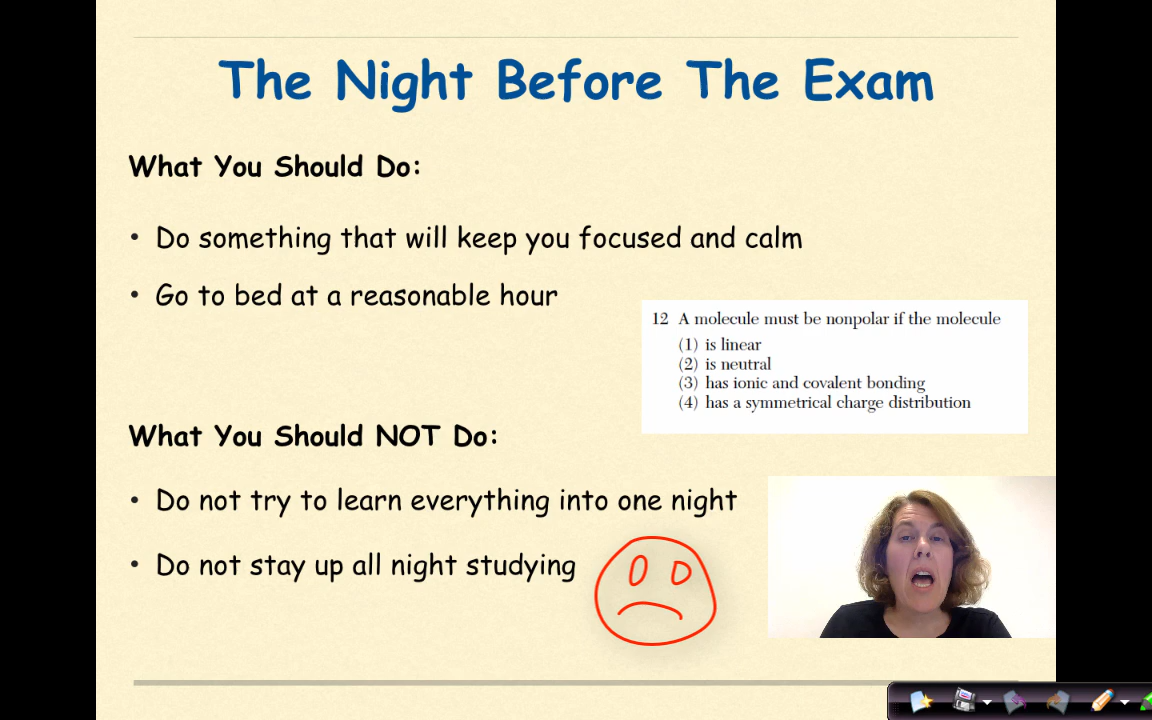 The Night Before The Exam
What You Should Do:
• Do something that will keep you focused and calm
• Go to bed at a reasonable hour
12 A molecule must be nonpolar if the molecule
(1) is linear
(2) is neutral
(3) has ionic and covalent bonding
(4) has a symmetrical charge distribution
What You Should NOT Do:
• Do not try to learn everything into one night
• Do not stay up all night studying